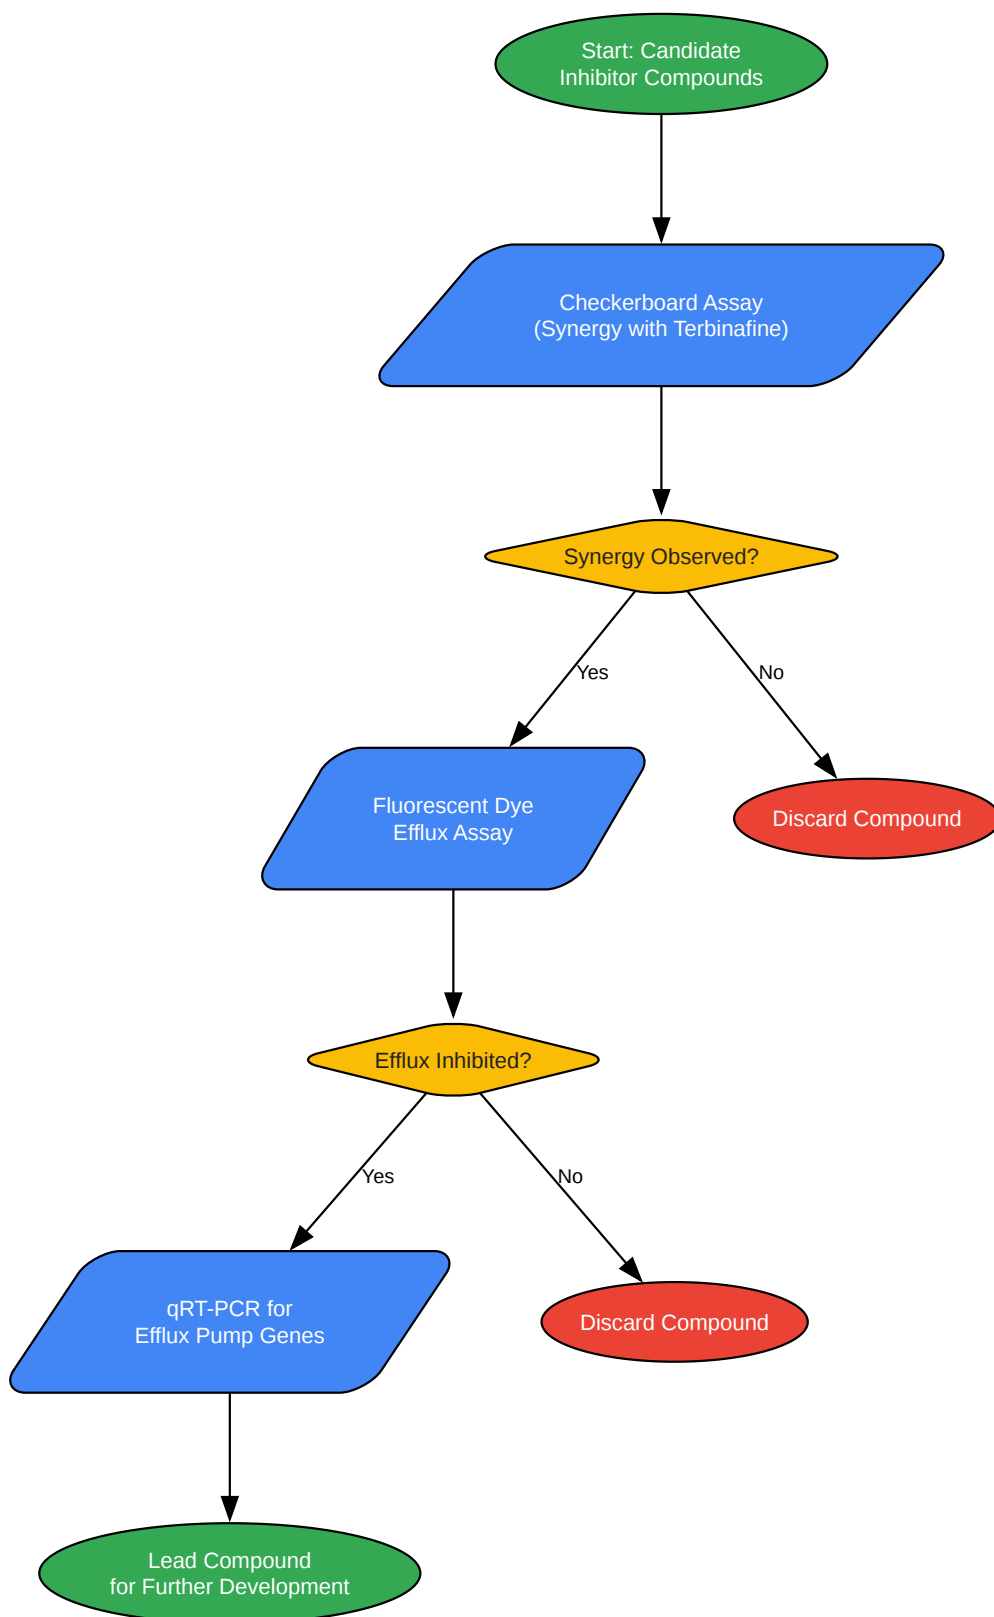 Start: Candidate
Inhibitor Compounds
Checkerboard Assay
(Synergy with Terbinafine)
Synergy Observed?
Yes
No
Fluorescent Dye
Efflux Assay
Discard Compound
Efflux Inhibited?
Yes
No
qRT-PCR for
Efflux Pump Genes
Discard Compound
Lead Compound
for Further Development